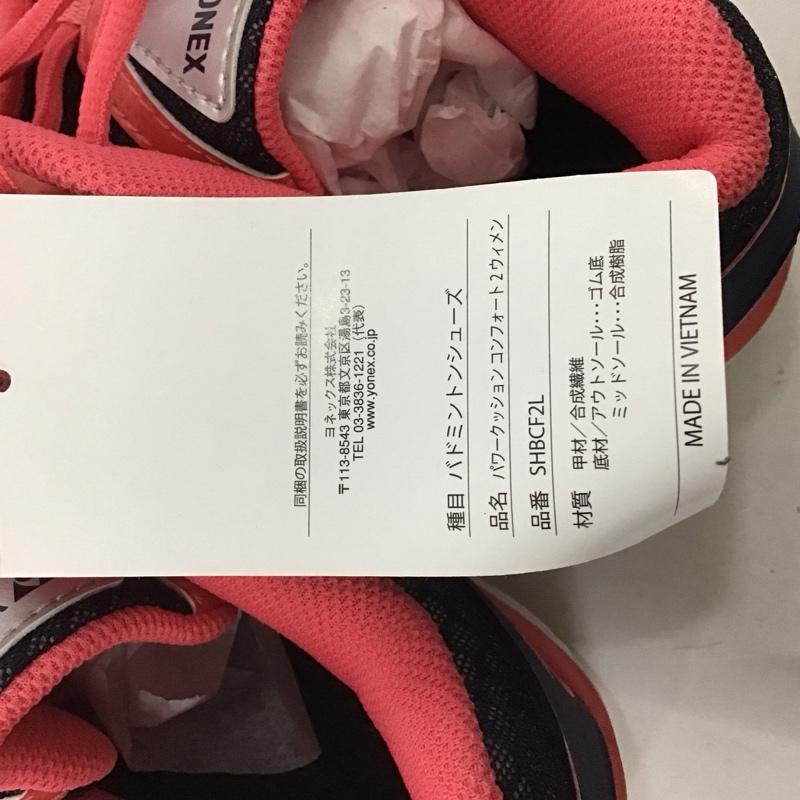 YONEX
同梱の取扱説明書を必ずお読みください。
ヨネックス株式会社
〒113-8543 東京都文京区湯島3-23-13
TEL 03-3836-1221（代表）
www.yonex.co.jp
種目 バドミントンシューズ
品名 パワークッション コンフォート 2 ウィメン
品番 SHBCF2L
材質 甲材／合成繊維
底材／アウトソール･･･ゴム底
ミッドソール･･･合成樹脂
MADE IN VIETNAM